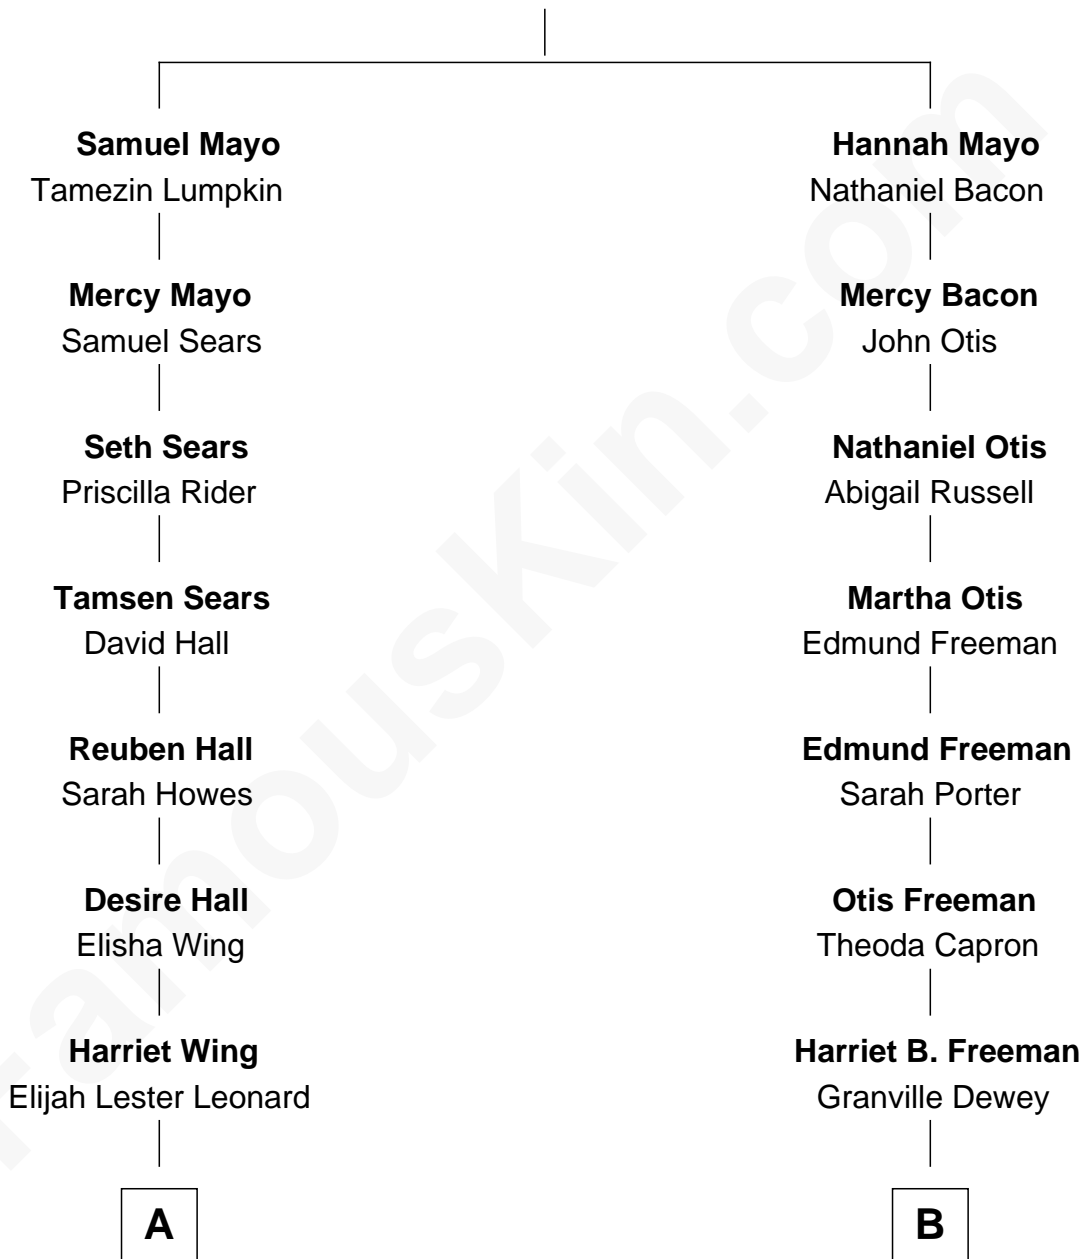 Samuel Mayo
Tamezin Lumpkin
Mercy Mayo
Samuel Sears
Seth Sears
Priscilla Rider
Tamsen Sears
David Hall
Reuben Hall
Sarah Howes
Desire Hall
Elisha Wing
Harriet Wing
Elijah Lester Leonard
A
Hannah Mayo
Nathaniel Bacon
Mercy Bacon
John Otis
Nathaniel Otis
Abigail Russell
Martha Otis
Edmund Freeman
Edmund Freeman
Sarah Porter
Otis Freeman
Theoda Capron
Harriet B. Freeman
Granville Dewey
B
FamousKin.com